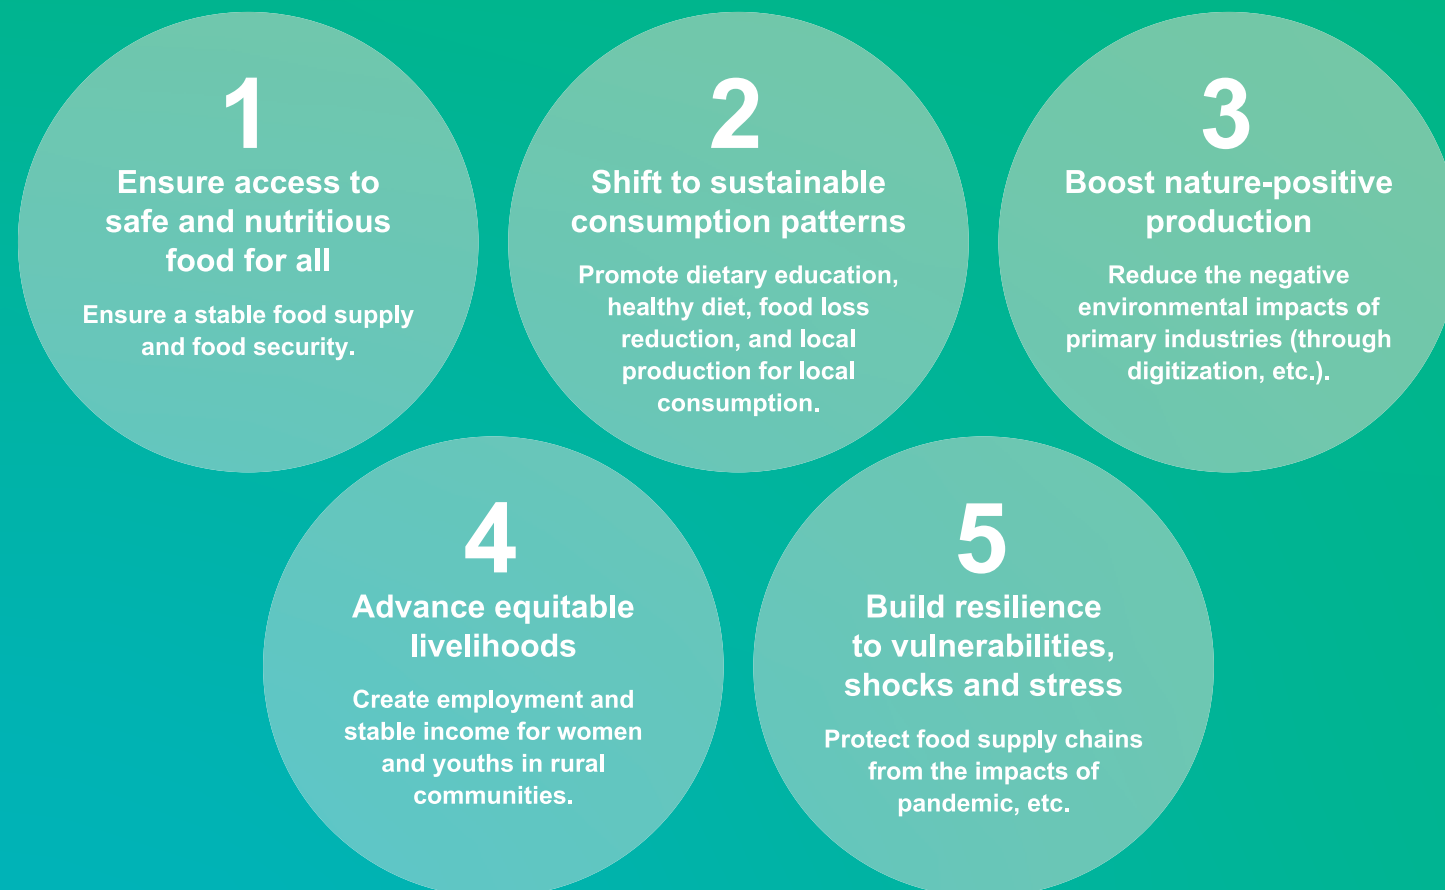 1
Ensure access to
safe and nutritious
food for all
Ensure a stable food supply
and food security.
2
Shift to sustainable
consumption patterns
Promote dietary education,
healthy diet, food loss
reduction, and local
production for local
consumption.
3
Boost nature-positive
production
Reduce the negative
environmental impacts of
primary industries (through
digitization, etc.).
4
Advance equitable
livelihoods
Create employment and
stable income for women
and youths in rural
communities.
5
Build resilience
to vulnerabilities,
shocks and stress
Protect food supply chains
from the impacts of
pandemic, etc.